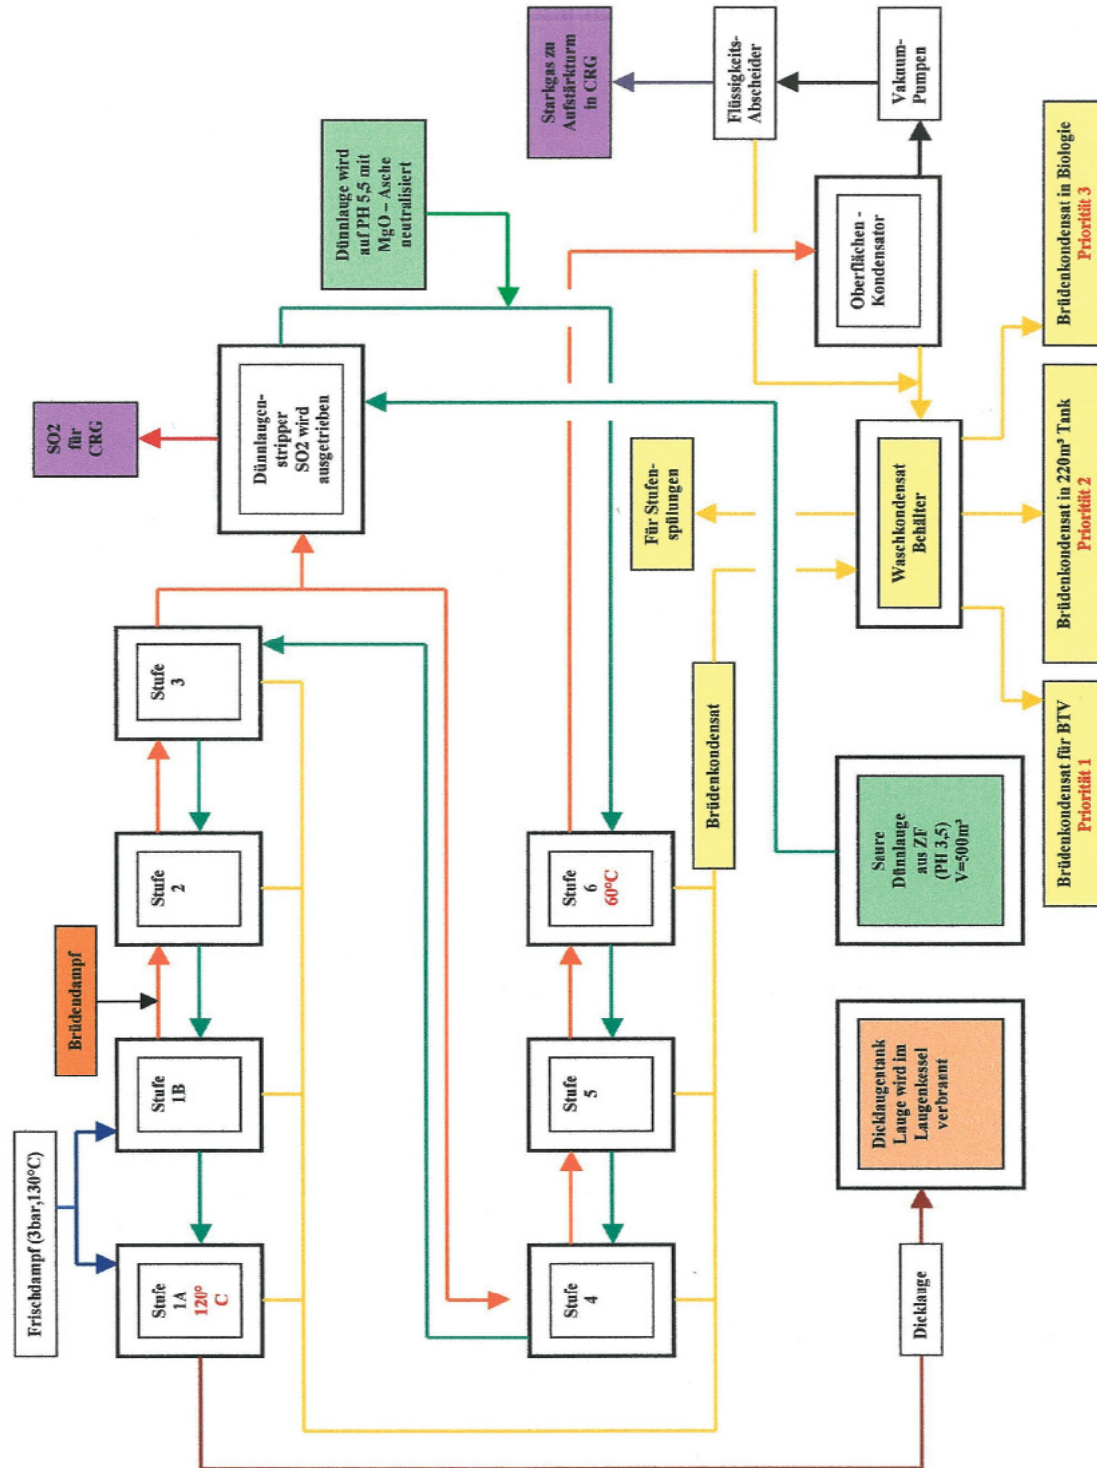 Frischdampf (3bar,130°C)
Brüdendampf
SO2
für
CRG
Stufe
1A
120°
C
Stufe
1B
Stufe
2
Stufe
3
Dünnlaugen-
stripper
SO2 wird
ausgetrieben
Dünnlauge wird
auf PH 5,5 mit
MgO – Asche
neutralisiert
Starkgas zu
Aufstärkturm
in CRG
Stufe
4
Stufe
5
Stufe
6
60°C
Für Stufen-
spülungen
Flüssigkeits-
Abscheider
Brüdenkondensat
Oberflächen -
Kondensator
Vakuum-
Pumpen
Dicklauge
Dicklaugentank
Lauge wird im
Laugenkessel
verbrannt
Saure
Dünnlauge
aus ZF
(PH 3,5)
V=500m³
Waschkondensat
Behälter
Brüdenkondensat für BTV
Priorität 1
Brüdenkondensat in 220m³ Tank
Priorität 2
Brüdenkondensat in Biologie
Priorität 3